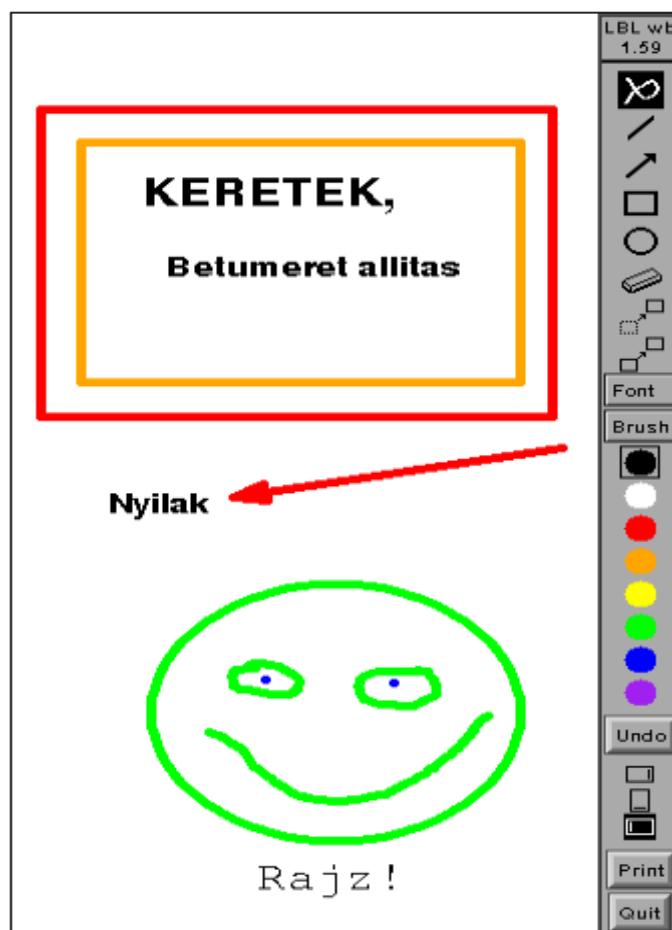 LBL wb
1.59
KERETEK,
Betumeret allitas
Font
Brush
Nyilak
Undo
Rajz!
Print
Quit